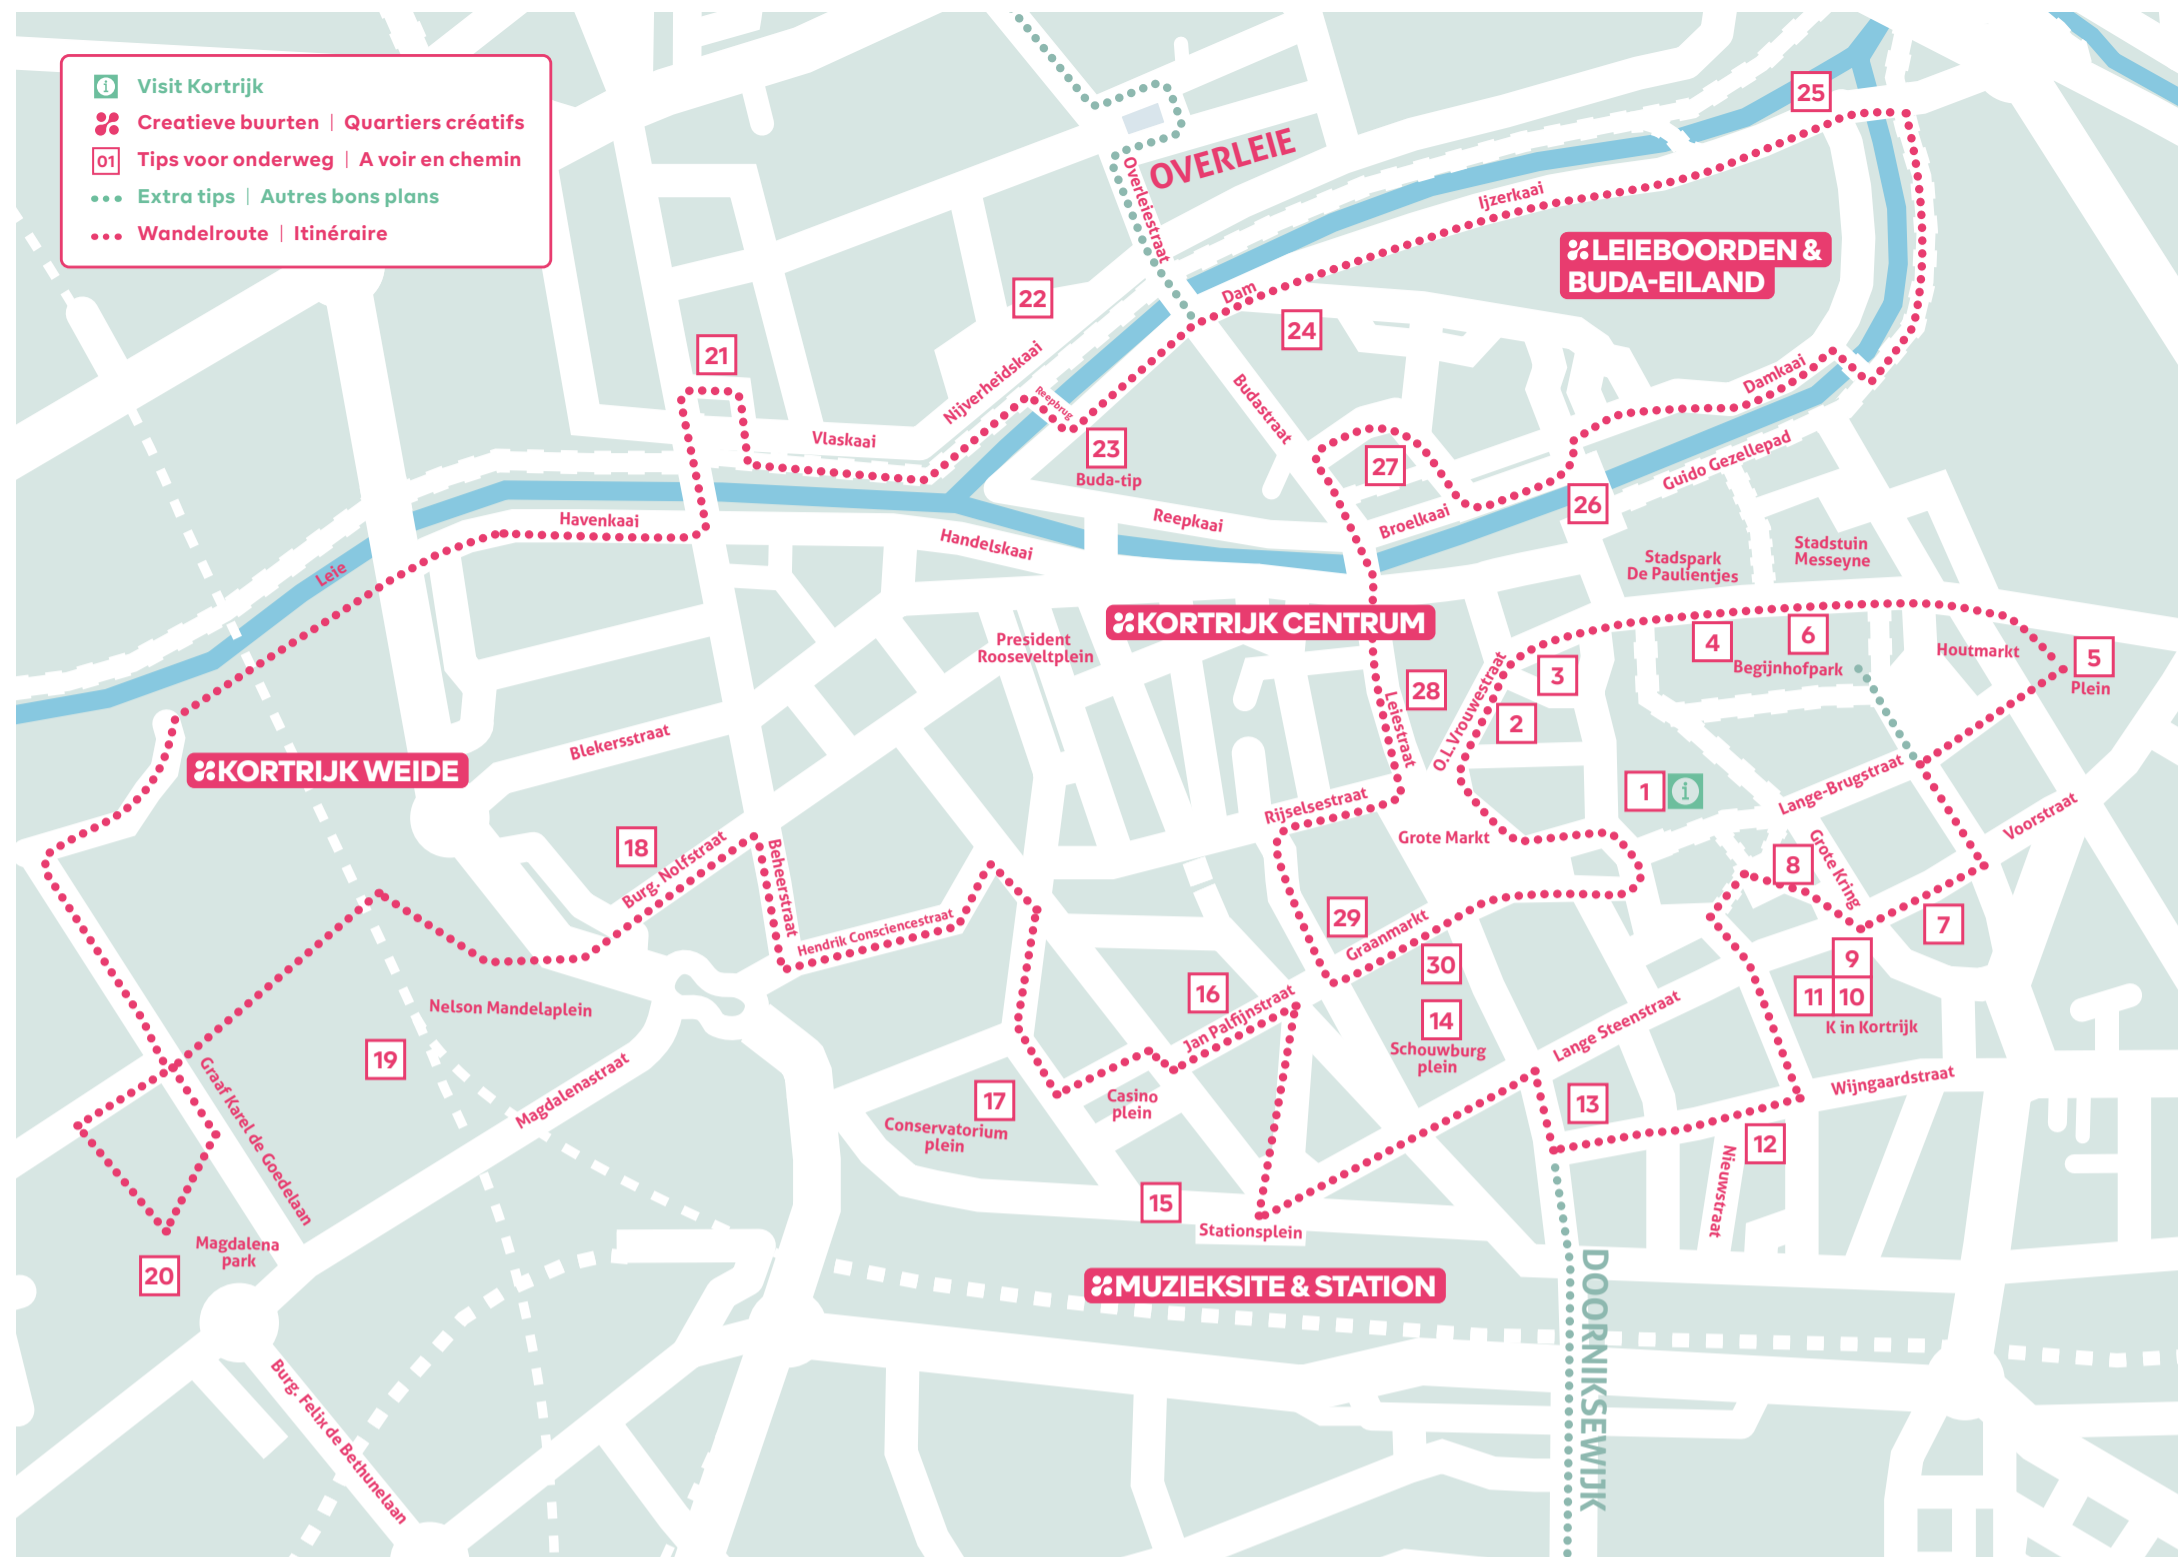 Visit Kortrijk
Creatieve buurten | Quartiers créatifs
01 Tips voor onderweg | A voir en chemin
Extra tips | Autres bons plans
Wandelroute | Itinéraire
25
OVERLEIE
Overleiestraat
Ijzerkaai
LEIEBOORDEN &
BUDA-EILAND
22
Dam
24
21
Nijverheidskaai
Reepbrug
Budastraat
Damkaai
Vlaskaai
23
Buda-tip
27
Guido Gezellepad
26
Havenkaai
Reepkaai
Broelkaai
Handelskaai
Leie
Stadspark
De Paulientjes
Stadstuin
Messeyne
KORTRIJK CENTRUM
President
Rooseveltplein
4
6
Begijnhofpark
Houtmarkt
5
Plein
28
3
2
Leiestraat
O.L.Vrouwestraat
Blekersstraat
KORTRIJK WEIDE
1
Lange-Brugstraat
Rijselsestraat
Grote Markt
Voorstraat
18
Burg. Nolfstraat
Beheerstraat
8
Grote Kring
29
Graanmarkt
7
Hendrik Consciencestraat
30
9
11
10
K in Kortrijk
16
Nelson Mandelaplein
Jan Palfijnstraat
14
Schouwburg
plein
Lange Steenstraat
19
Graaf Karel de Goedelaan
Magdalenastraat
17
Conservatorium
plein
Casino
plein
13
Wijngaardstraat
12
Nieuwstraat
15
Stationsplein
Magdalena
park
20
MUZIEKSITE & STATION
DOORNIKSEWIJK
Burg. Felix de Bethunelaan